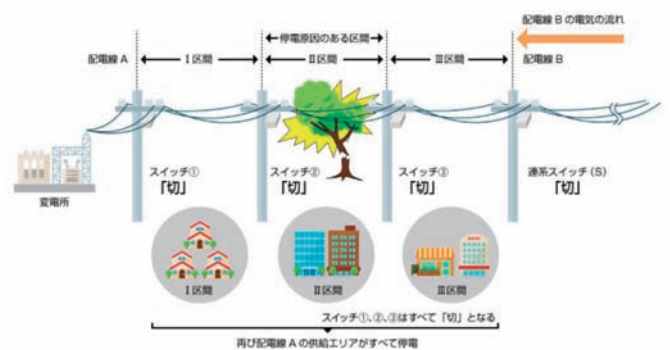 配電線Bの電気の流れ
停電原因のある区間
配電線A
Ⅰ区間
Ⅱ区間
Ⅲ区間
配電線B
変電所
スイッチ①
「切」
スイッチ②
「切」
スイッチ③
「切」
連系スイッチ(S)
「切」
Ⅰ区間
Ⅱ区間
Ⅲ区間
スイッチ①、②、③はすべて「切」となる
再び配電線Aの供給エリアがすべて停電